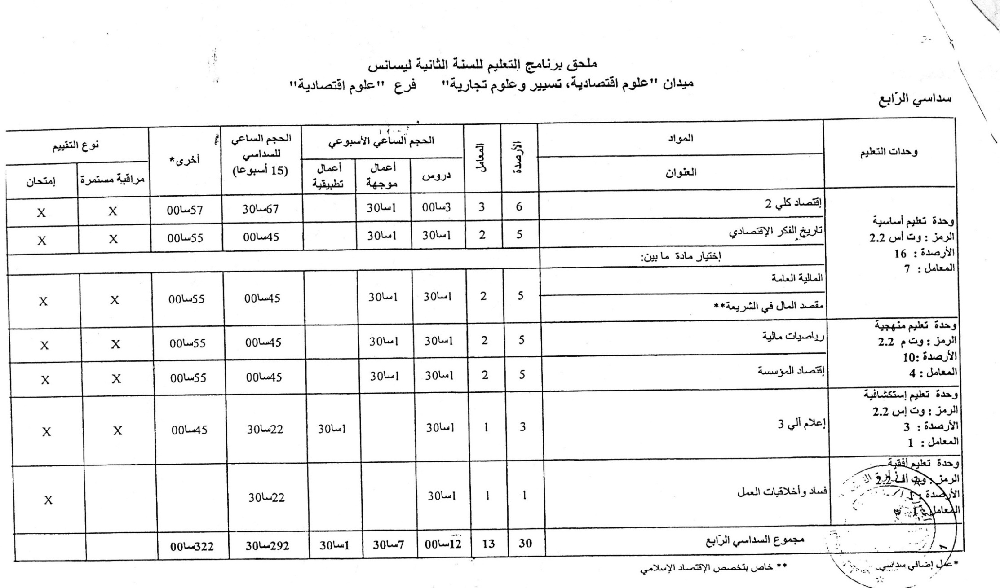 ملحق برنامج التعليم للسنة الثانية ليسانس
ميدان "علوم اقتصادية، تسيير وعلوم تجارية" فرع "علوم اقتصادية"
سداسي الرّابع
وحدات التعليم
المواد
العنوان
الأرصدة
المعامل
الحجم الساعي الأسبوعي
دروس
أعمال
موجهة
أعمال
تطبيقية
الحجم الساعي
للسداسي
(15 أسبوعا)
أخرى*
نوع التقييم
مراقبة مستمرة
إمتحان
وحدة تعليم أساسية
الرمز : وت أس 2.2
الأرصدة : 16
المعامل : 7
إقتصاد كلي 2 6 3 3سا00 1سا30 67سا30 57سا00 X X
تاريخ الفكر الإقتصادي 5 2 1سا30 1سا30 45سا00 55سا00 X X
إختيار مادة ما بين:
المالية العامة
مقصد المال في الشريعة**
5 2 1سا30 1سا30 45سا00 55سا00 X X
وحدة تعليم منهجية
الرمز : وت م 2.2
الأرصدة :10
المعامل : 4
رياضيات مالية 5 2 1سا30 1سا30 45سا00 55سا00 X X
إقتصاد المؤسسة 5 2 1سا30 1سا30 45سا00 55سا00 X X
وحدة تعليم إستكشافية
الرمز : وت إس 2.2
الأرصدة : 3
المعامل : 1
إعلام آلي 3 3 1 1سا30 1سا30 22سا30 45سا00 X X
وحدة تعليم أفقية
الرمز : وت أف 2.2
الأرصدة : 1
المعامل : 1
فساد وأخلاقيات العمل 1 1 1سا30 22سا30 X
مجموع السداسي الرّابع 30 13 12سا00 7سا30 1سا30 292سا30 322سا00
*عمل إضافي سداسي ** خاص بتخصص الإقتصاد الإسلامي